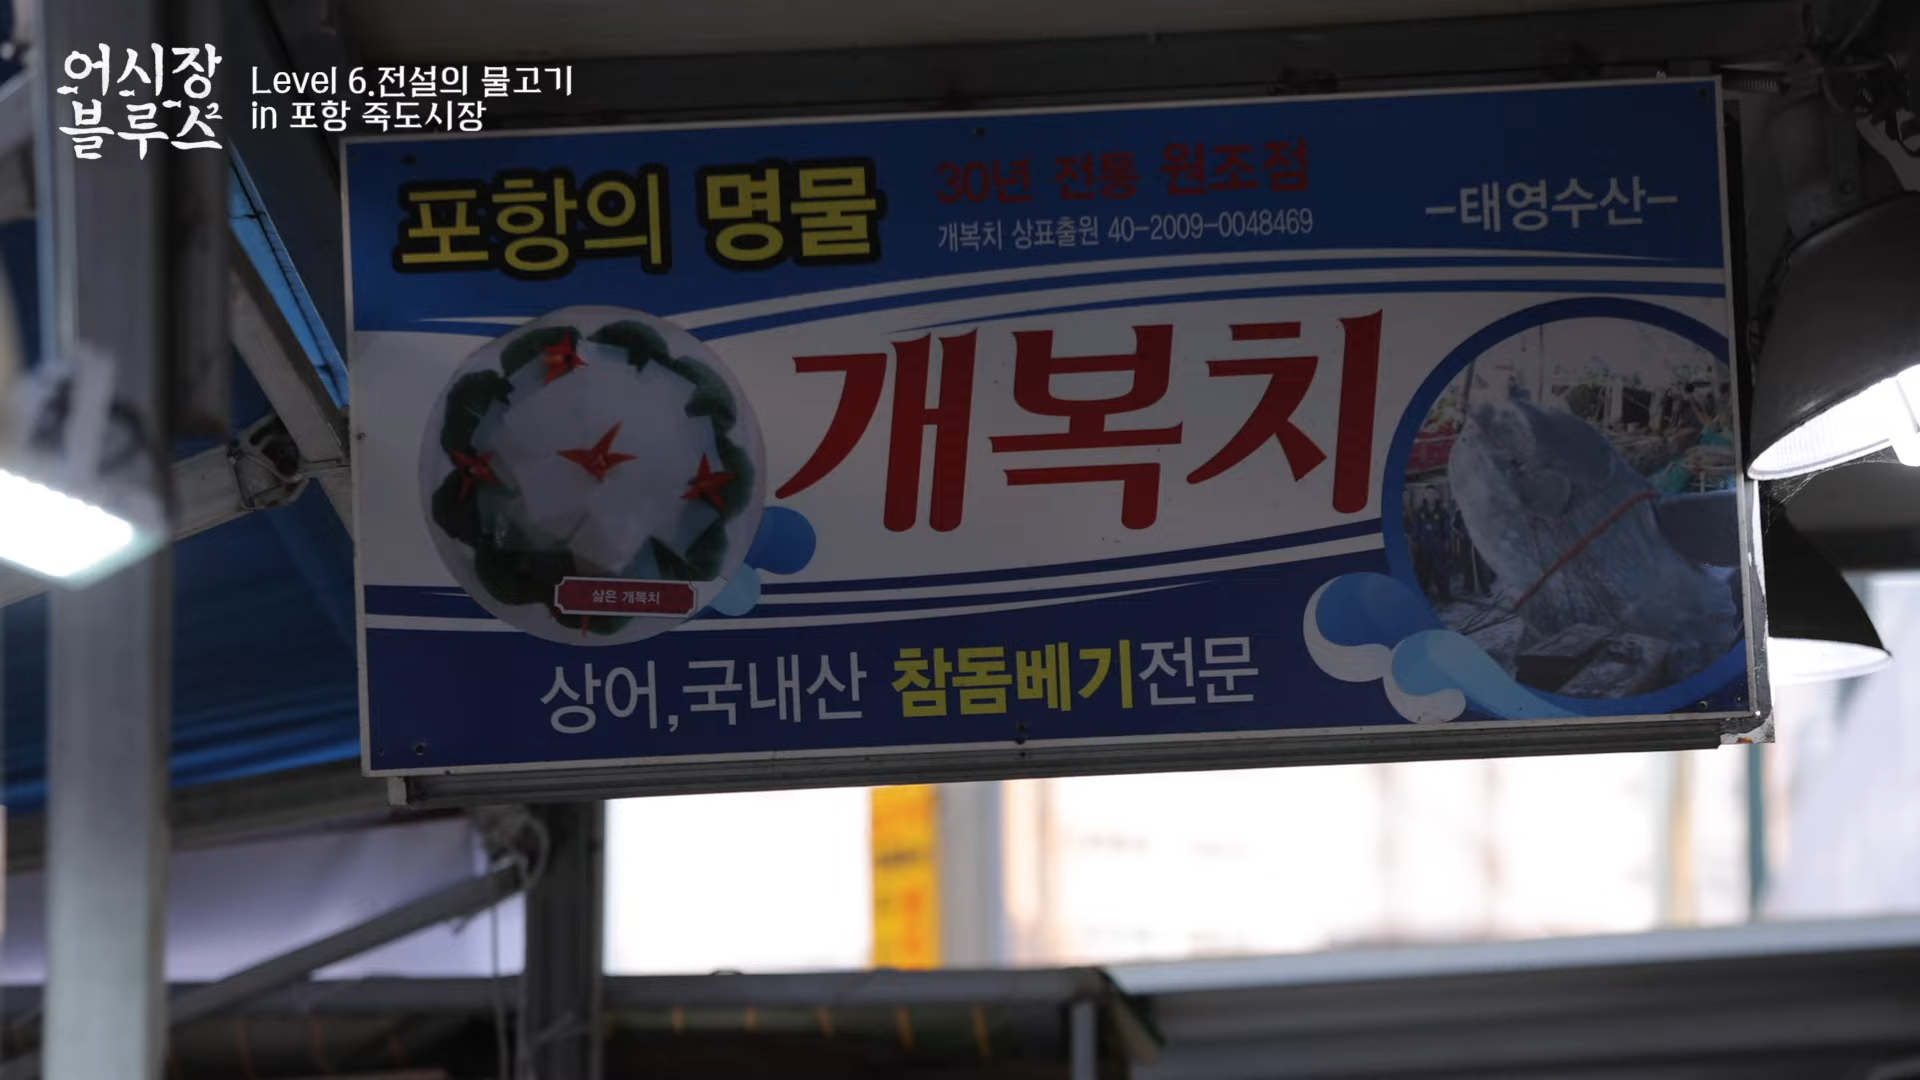 어시장
블루스2
Level 6.전설의 물고기
in 포항 죽도시장
포항의 명물
30년 전통 원조점
개복치 상표출원 40-2009-0048469
-태영수산-
개복치
삶은 개복치
상어,국내산 참돔베기전문